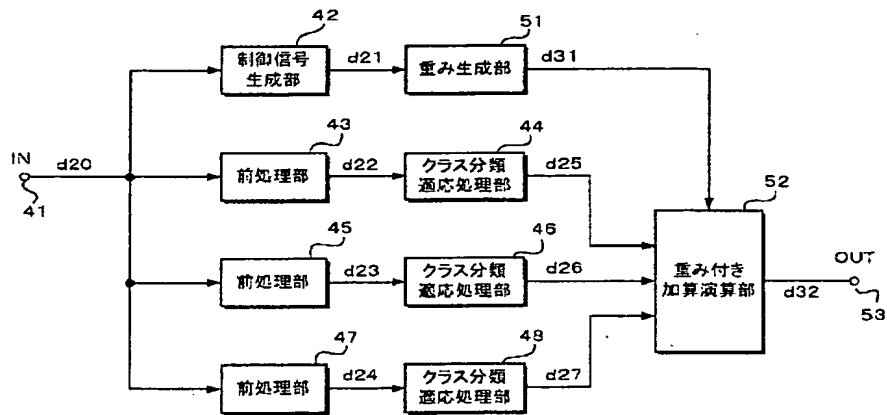 42
制御信号
生成部
d21
51
重み生成部
d31
IN
d20
41
43
前処理部
d22
44
クラス分類
適応処理部
d25
52
重み付き
加算演算部
OUT
d32
53
45
前処理部
d23
46
クラス分類
適応処理部
d26
47
前処理部
d24
48
クラス分類
適応処理部
d27